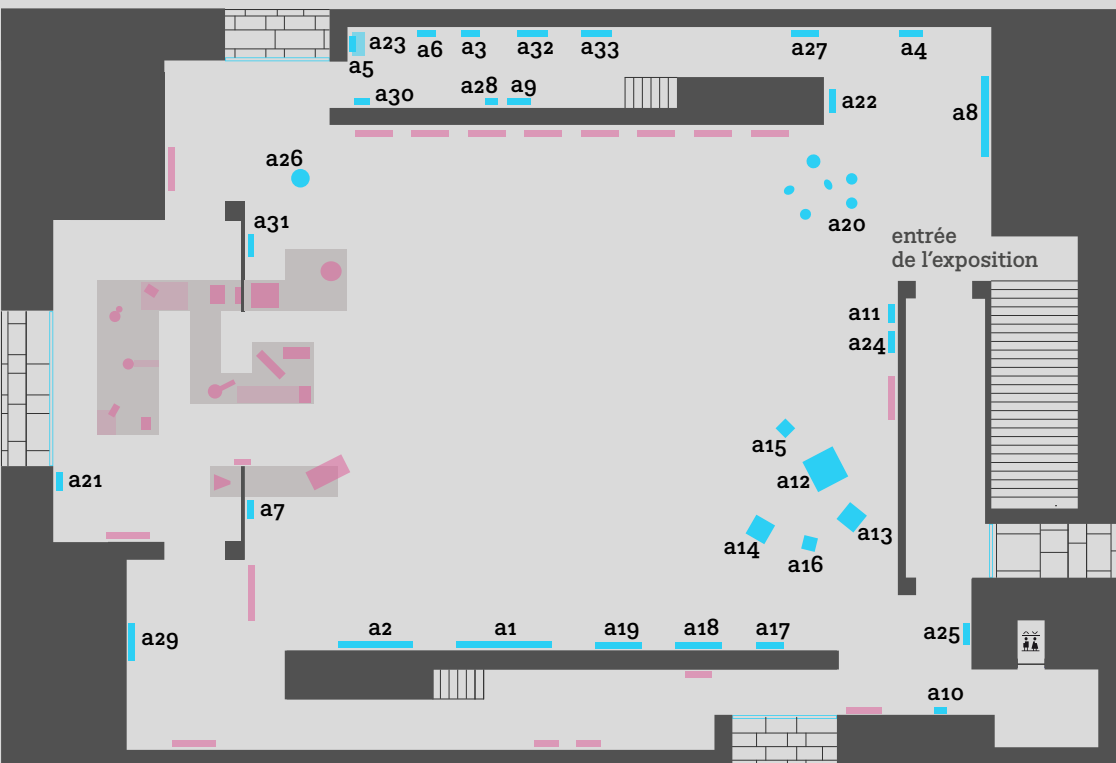 a23
a6
a3
a32
a33
a27
a4
a5
a30
a28
a9
a22
a8
a26
a20
a31
entrée
de l'exposition
a11
a24
a15
a12
a21
a7
a13
a14
a16
a29
a2
a1
a19
a18
a17
a25
a10